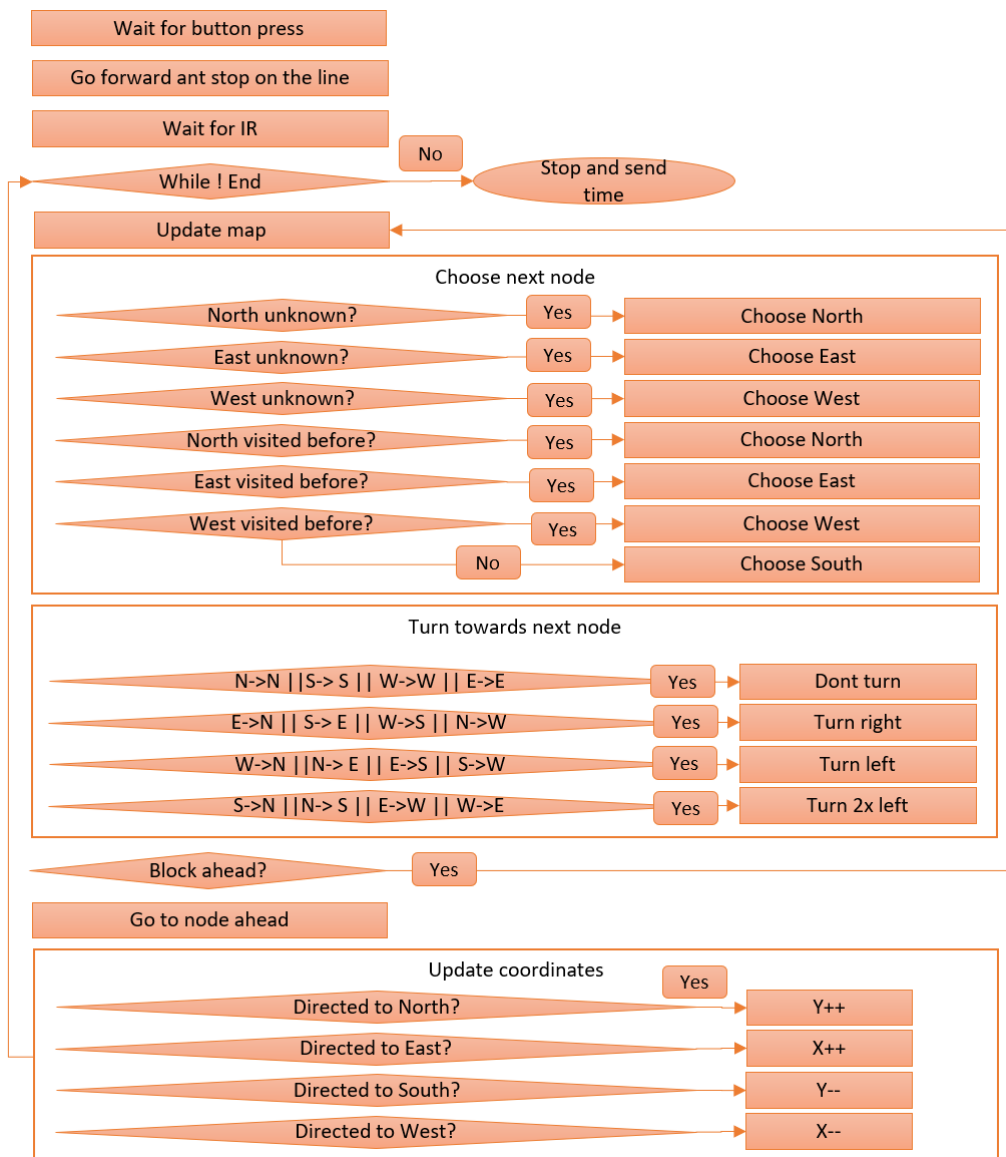 Wait for button press
Go forward ant stop on the line
Wait for IR
No
While ! End
Stop and send
time
Update map
Choose next node
North unknown? Yes Choose North
East unknown? Yes Choose East
West unknown? Yes Choose West
North visited before? Yes Choose North
East visited before? Yes Choose East
West visited before? Yes Choose West
No Choose South
Turn towards next node
N->N ||S-> S || W->W || E->E Yes Dont turn
E->N || S-> E || W->S || N->W Yes Turn right
W->N ||N-> E || E->S || S->W Yes Turn left
S->N ||N-> S || E->W || W->E Yes Turn 2x left
Block ahead? Yes
Go to node ahead
Update coordinates
Yes
Directed to North? Y++
Directed to East? X++
Directed to South? Y--
Directed to West? X--